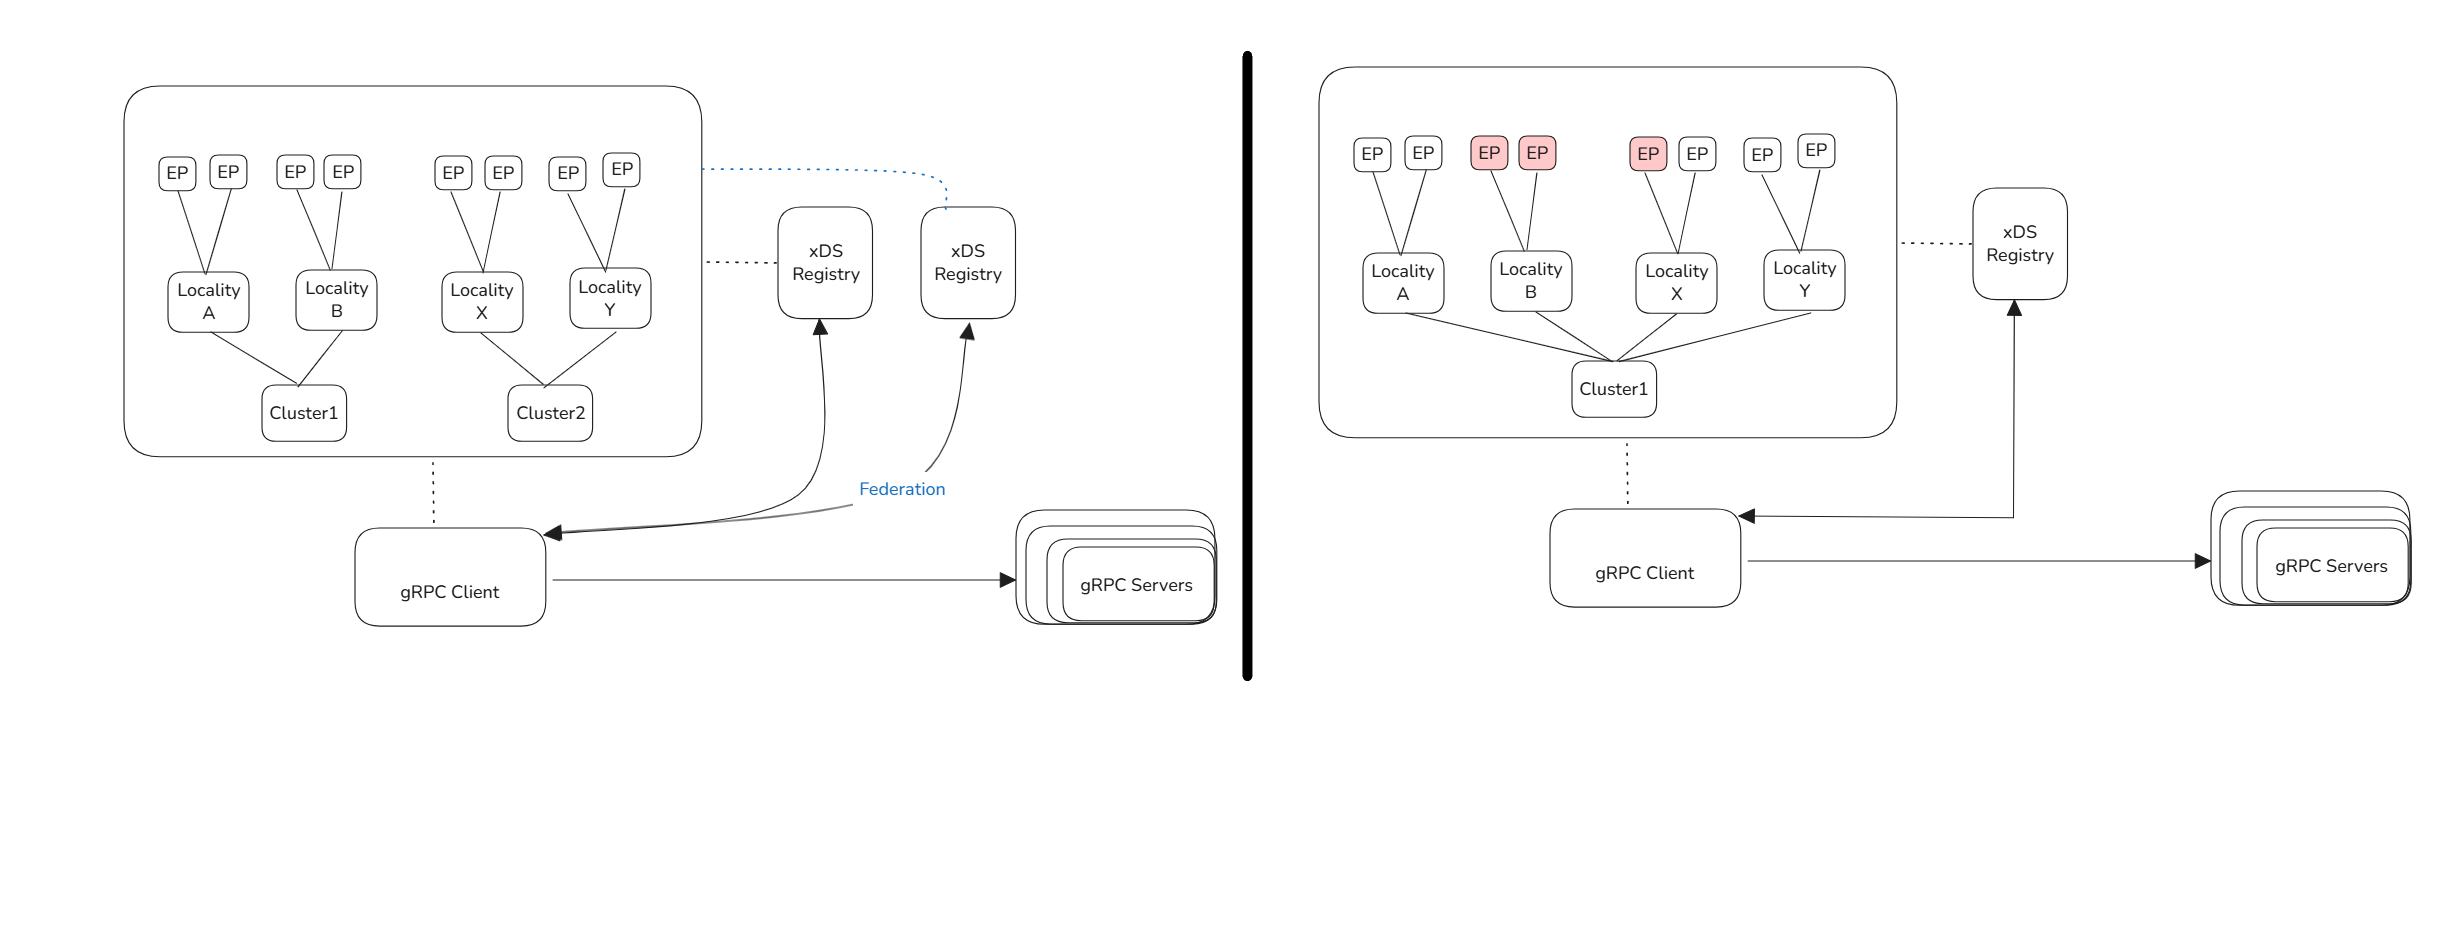 EP
EP
EP
EP
EP
EP
EP
EP
Locality
A
Locality
B
Locality
X
Locality
Y
Cluster1
Cluster2
xDS
Registry
xDS
Registry
Federation
gRPC Client
gRPC Servers
EP
EP
EP
EP
EP
EP
EP
EP
Locality
A
Locality
B
Locality
X
Locality
Y
Cluster1
xDS
Registry
gRPC Client
gRPC Servers